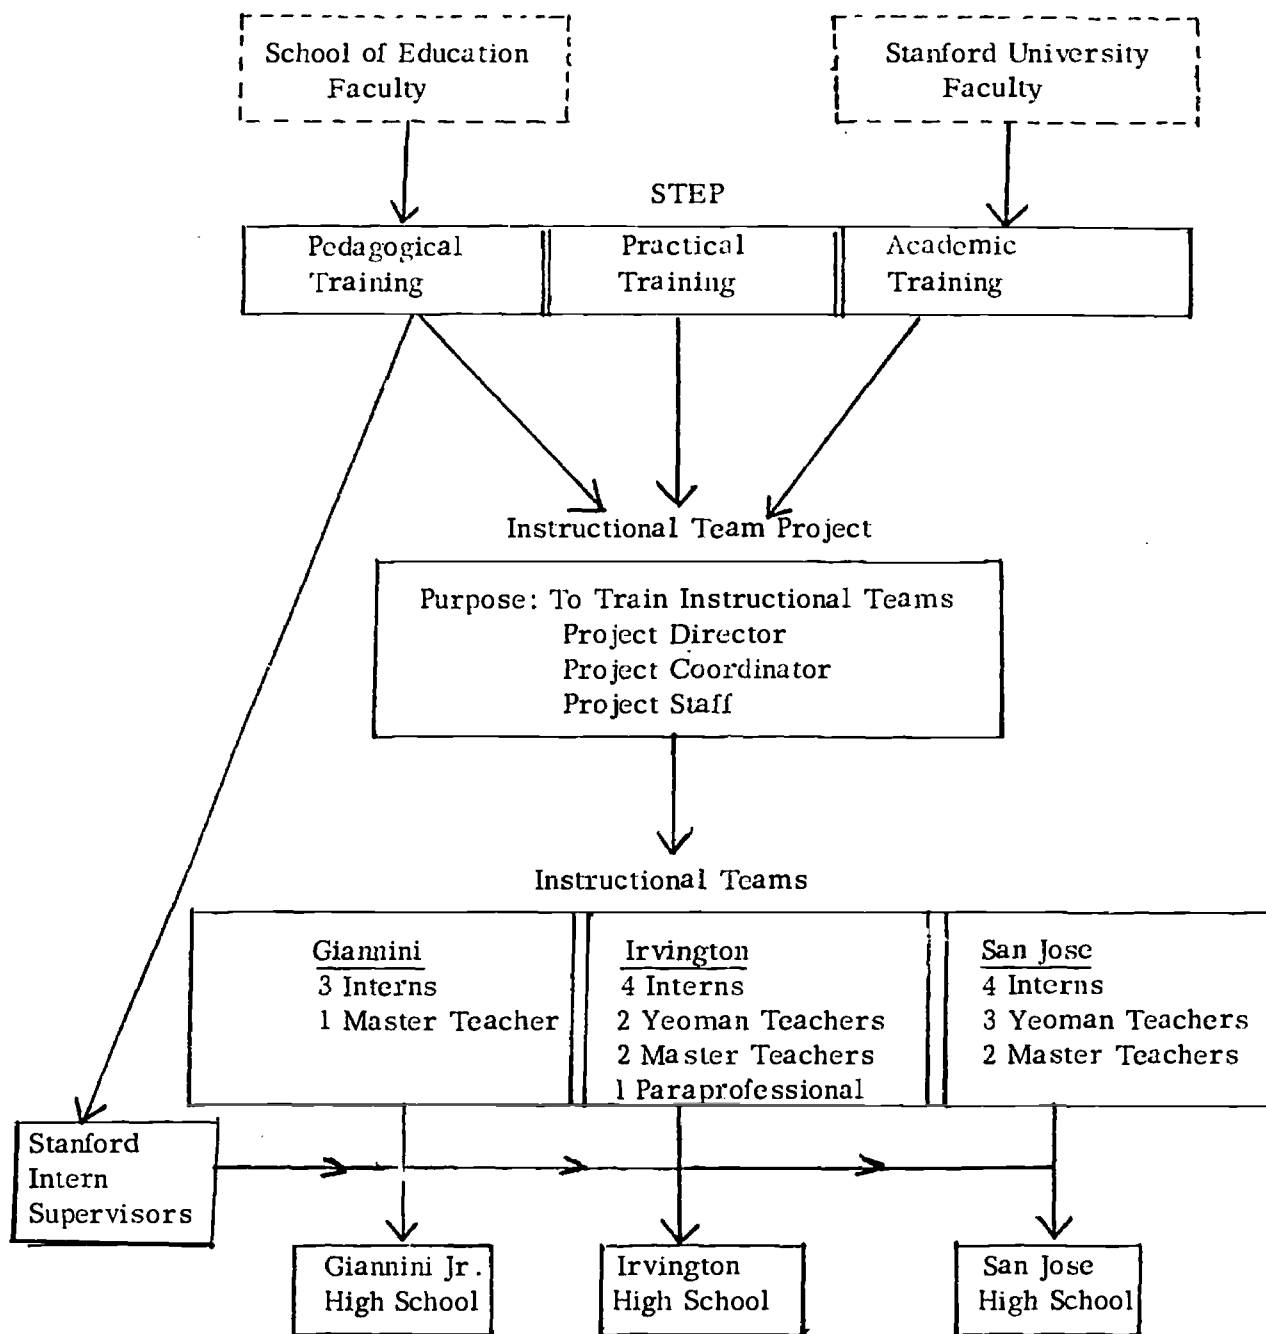 School of Education
Faculty
Stanford University
Faculty
STEP
Pedagogical
Training
Practical
Training
Academic
Training
Instructional Team Project
Purpose: To Train Instructional Teams
Project Director
Project Coordinator
Project Staff
Instructional Teams
Giannini
3 Interns
1 Master Teacher
Irvington
4 Interns
2 Yeoman Teachers
2 Master Teachers
1 Paraprofessional
San Jose
4 Interns
3 Yeoman Teachers
2 Master Teachers
Stanford
Intern
Supervisors
Giannini Jr.
High School
Irvington
High School
San Jose
High School